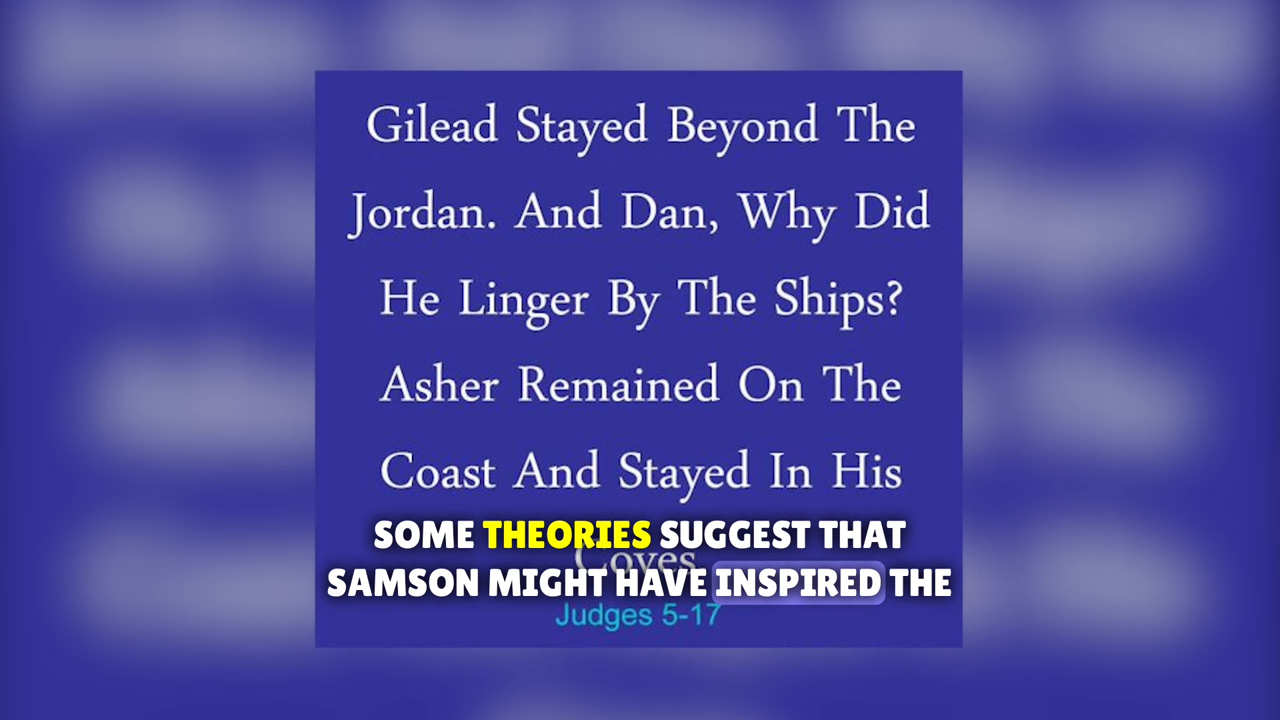 Gilead Stayed Beyond The
Jordan. And Dan, Why Did
He Linger By The Ships?
Asher Remained On The
Coast And Stayed In His
SOME THEORIES SUGGEST THAT
Coves
SAMSON MIGHT HAVE INSPIRED THE
Judges 5-17